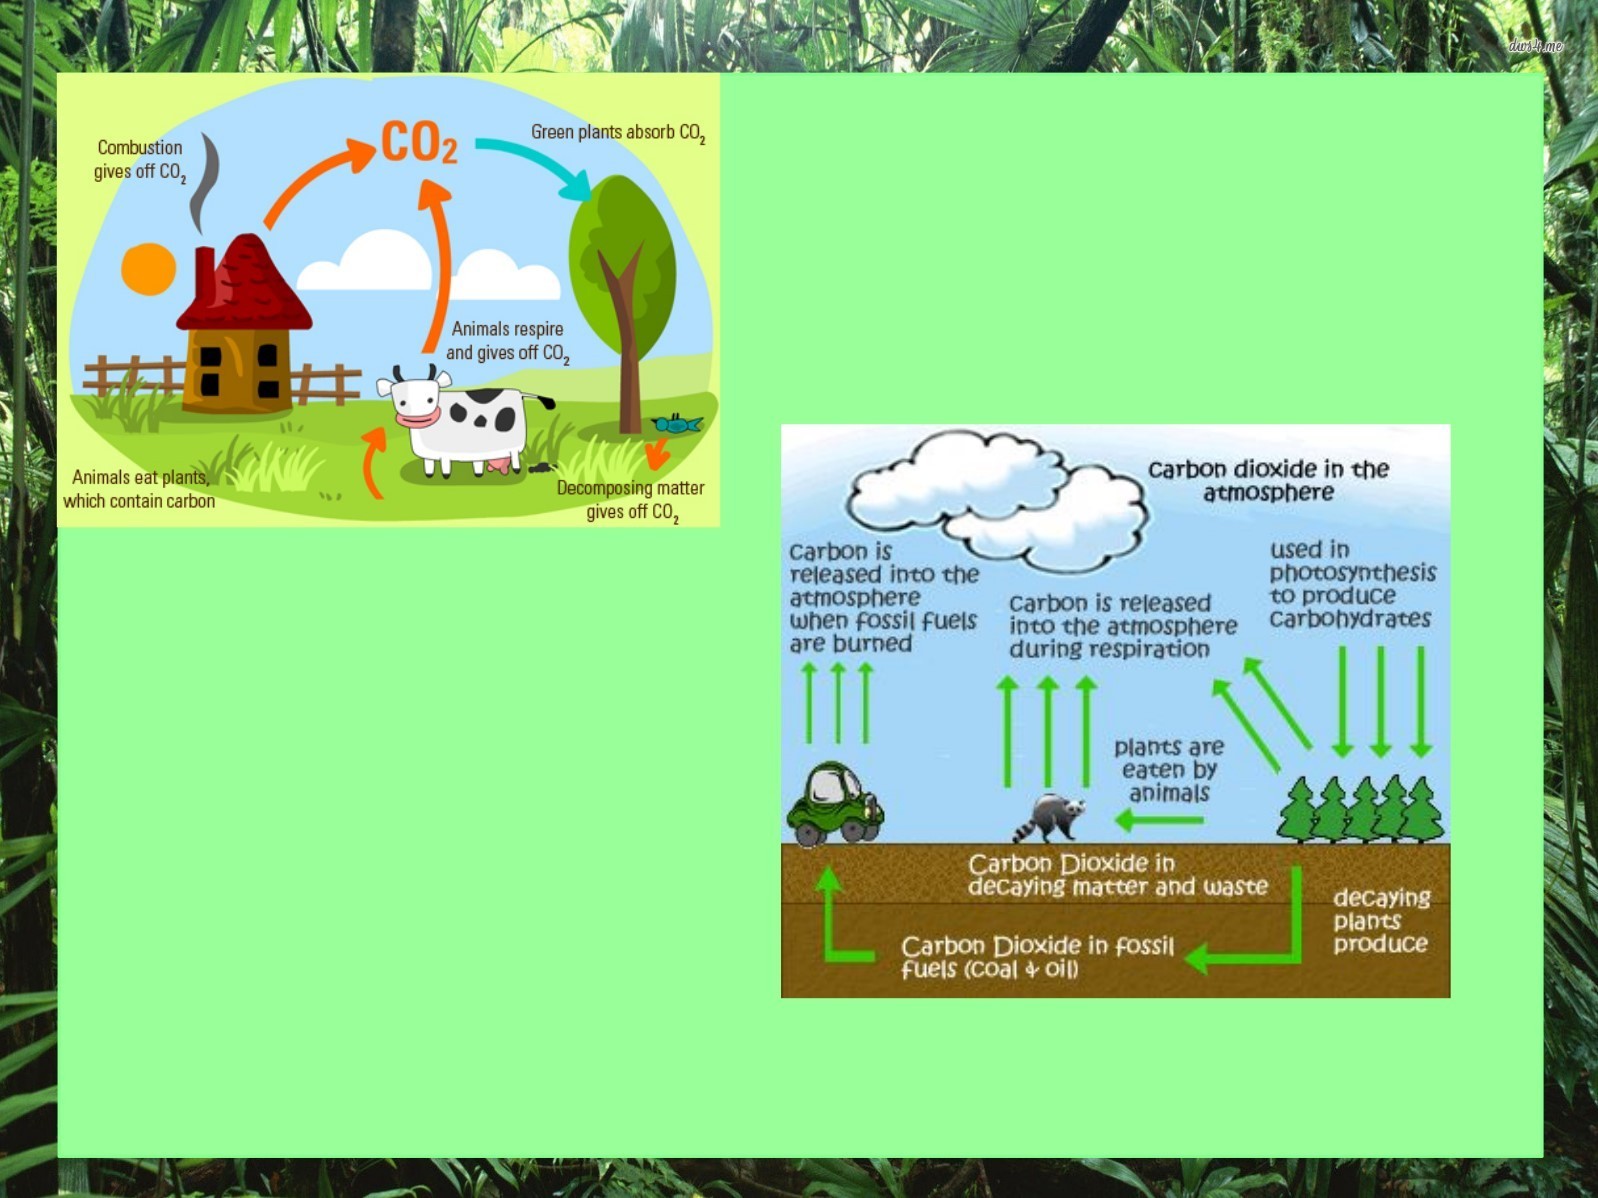 dws4.me
Combustion
gives off CO₂
CO₂
Green plants absorb CO₂
Animals respire
and gives off CO₂
Animals eat plants,
which contain carbon
Decomposing matter
gives off CO₂
Carbon dioxide in the
atmosphere
Carbon is
released into the
atmosphere
when fossil fuels
are burned
Carbon is released
into the atmosphere
during respiration
used in
photosynthesis
to produce
Carbohydrates
plants are
eaten by
animals
Carbon Dioxide in
decaying matter and waste
decaying
plants
produce
Carbon Dioxide in fossil
fuels (coal & oil)